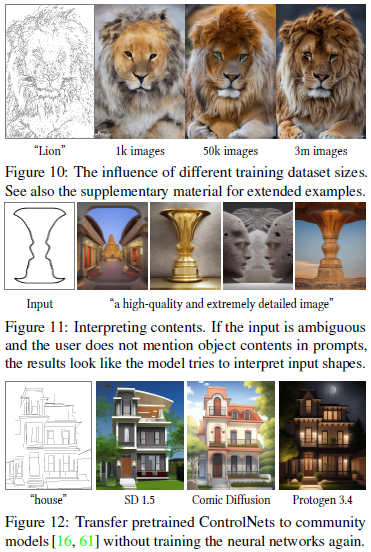 "Lion"
1k images
50k images
3m images
Figure 10: The influence of different training dataset sizes.
See also the supplementary material for extended examples.
Input
"a high-quality and extremely detailed image"
Figure 11: Interpreting contents. If the input is ambiguous
and the user does not mention object contents in prompts,
the results look like the model tries to interpret input shapes.
"house"
SD 1.5
Comic Diffusion
Protogen 3.4
Figure 12: Transfer pretrained ControlNets to community
models [16, 61] without training the neural networks again.